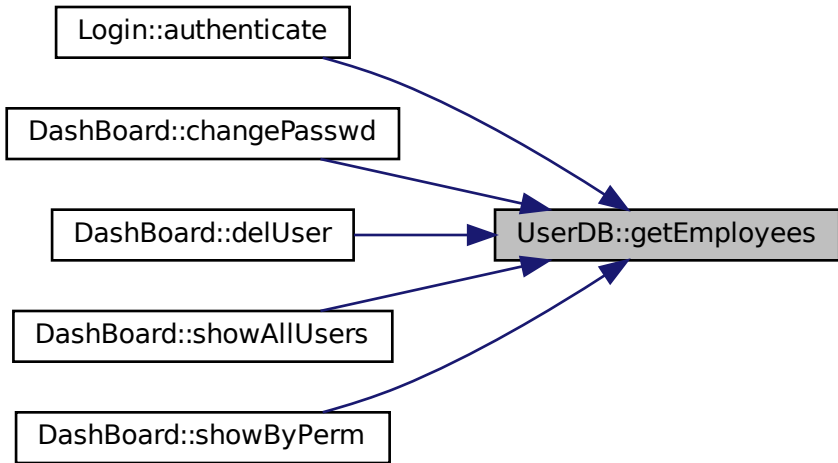 Login::authenticate
DashBoard::changePasswd
DashBoard::delUser
UserDB::getEmployees
DashBoard::showAllUsers
DashBoard::showByPerm